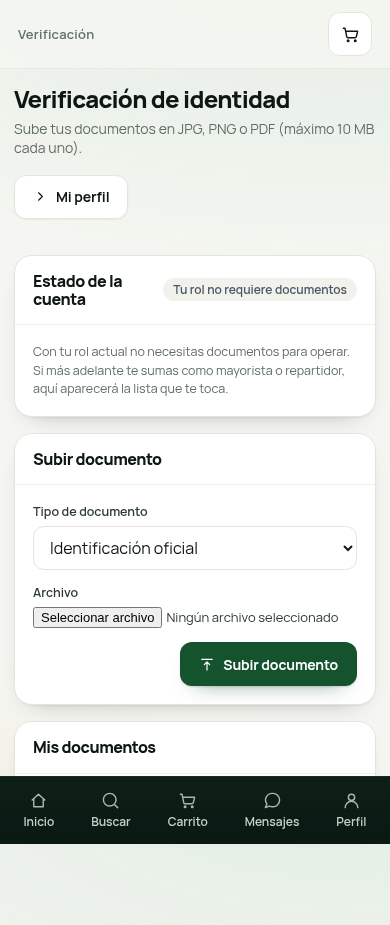 Verificación
Verificación de identidad
Sube tus documentos en JPG, PNG o PDF (máximo 10 MB
cada uno).
Mi perfil
Estado de la
cuenta
Tu rol no requiere documentos
Con tu rol actual no necesitas documentos para operar.
Si más adelante te sumas como mayorista o repartidor,
aquí aparecerá la lista que te toca.
Subir documento
Tipo de documento
Identificación oficial
Archivo
Seleccionar archivo Ningún archivo seleccionado
Subir documento
Mis documentos
Inicio Buscar Carrito Mensajes Perfil